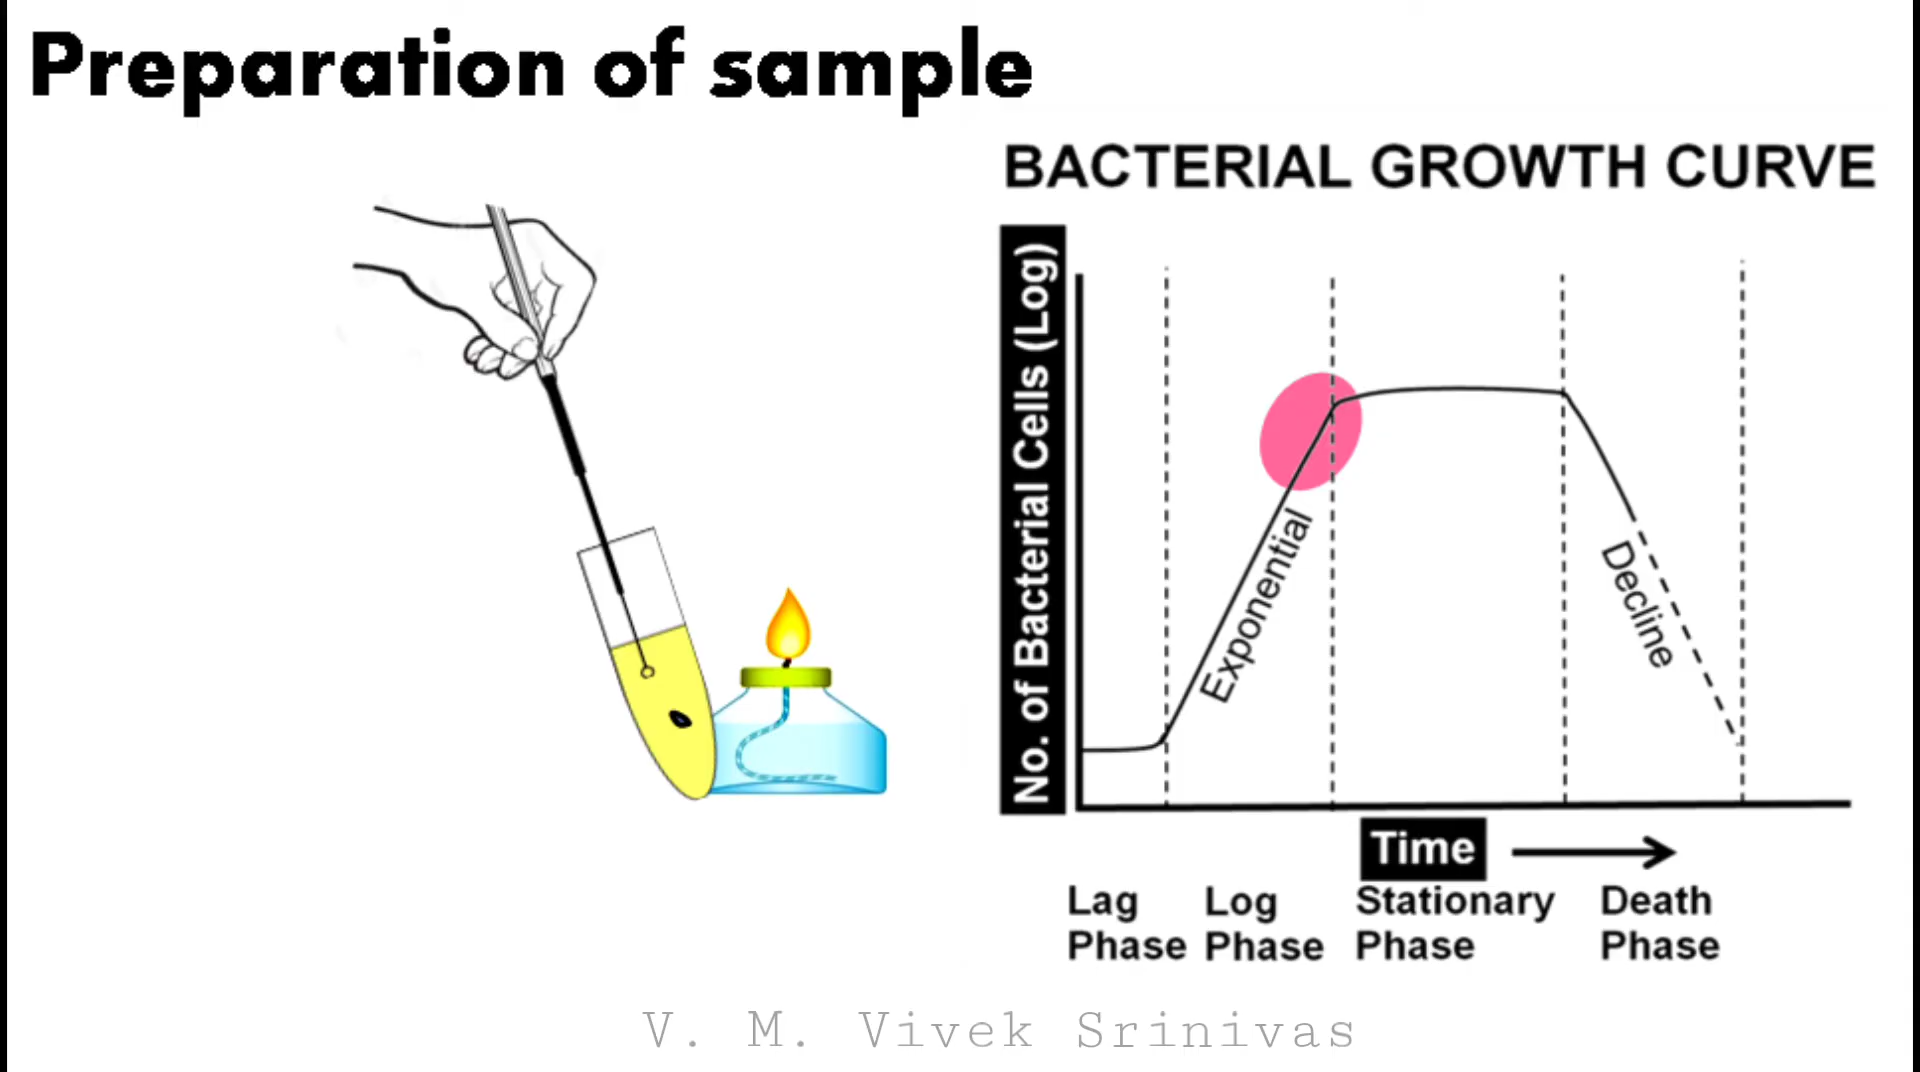 Preparation of sample
BACTERIAL GROWTH CURVE
No. of Bacterial Cells (Log)
Exponential
Decline
Time
Lag Phase
Log Phase
Stationary Phase
Death Phase
V. M. Vivek Srinivas